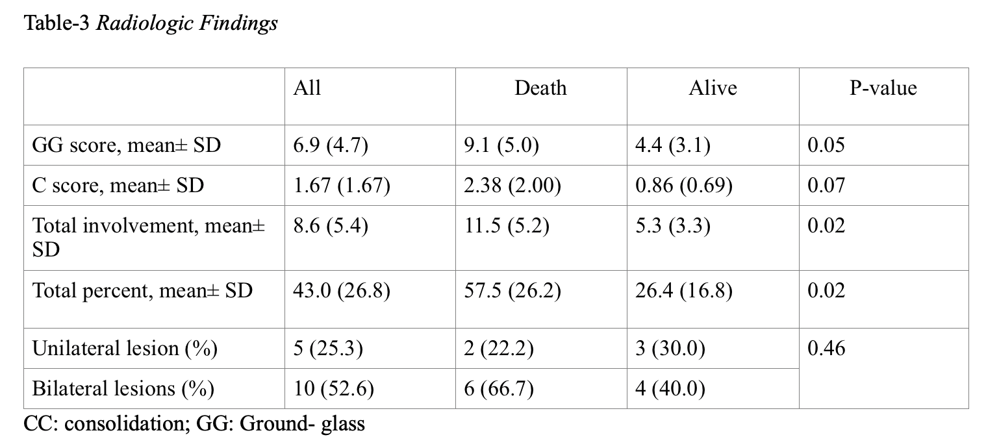 Table-3 Radiologic Findings
All Death Alive P-value
GG score, mean± SD 6.9 (4.7) 9.1 (5.0) 4.4 (3.1) 0.05
C score, mean± SD 1.67 (1.67) 2.38 (2.00) 0.86 (0.69) 0.07
Total involvement, mean± 8.6 (5.4) 11.5 (5.2) 5.3 (3.3) 0.02
SD
Total percent, mean± SD 43.0 (26.8) 57.5 (26.2) 26.4 (16.8) 0.02
Unilateral lesion (%) 5 (25.3) 2 (22.2) 3 (30.0) 0.46
Bilateral lesions (%) 10 (52.6) 6 (66.7) 4 (40.0)
CC: consolidation; GG: Ground- glass